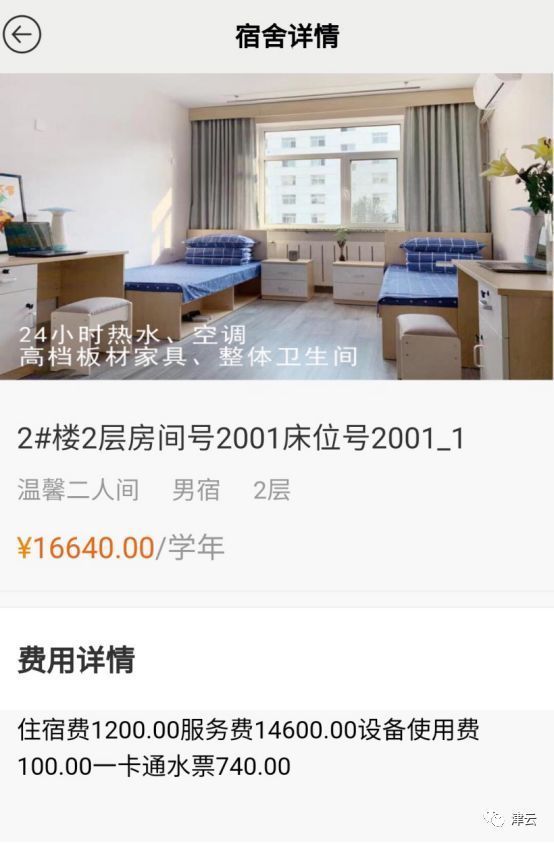 宿舍详情
24小时热水、空调
高档板材家具、整体卫生间
2#楼2层房间号2001床位号2001_1
温馨二人间 男宿 2层
¥16640.00/学年
费用详情
住宿费1200.00服务费14600.00设备使用费
100.00一卡通水票740.00
津云